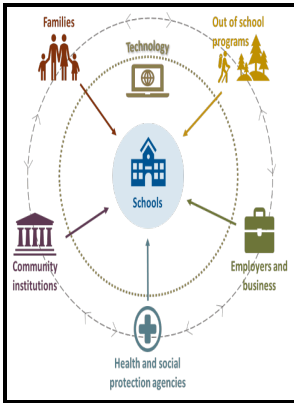 Families
Out of school
programs
Technology
Schools
Community
institutions
Employers and
business
Health and social
protection agencies